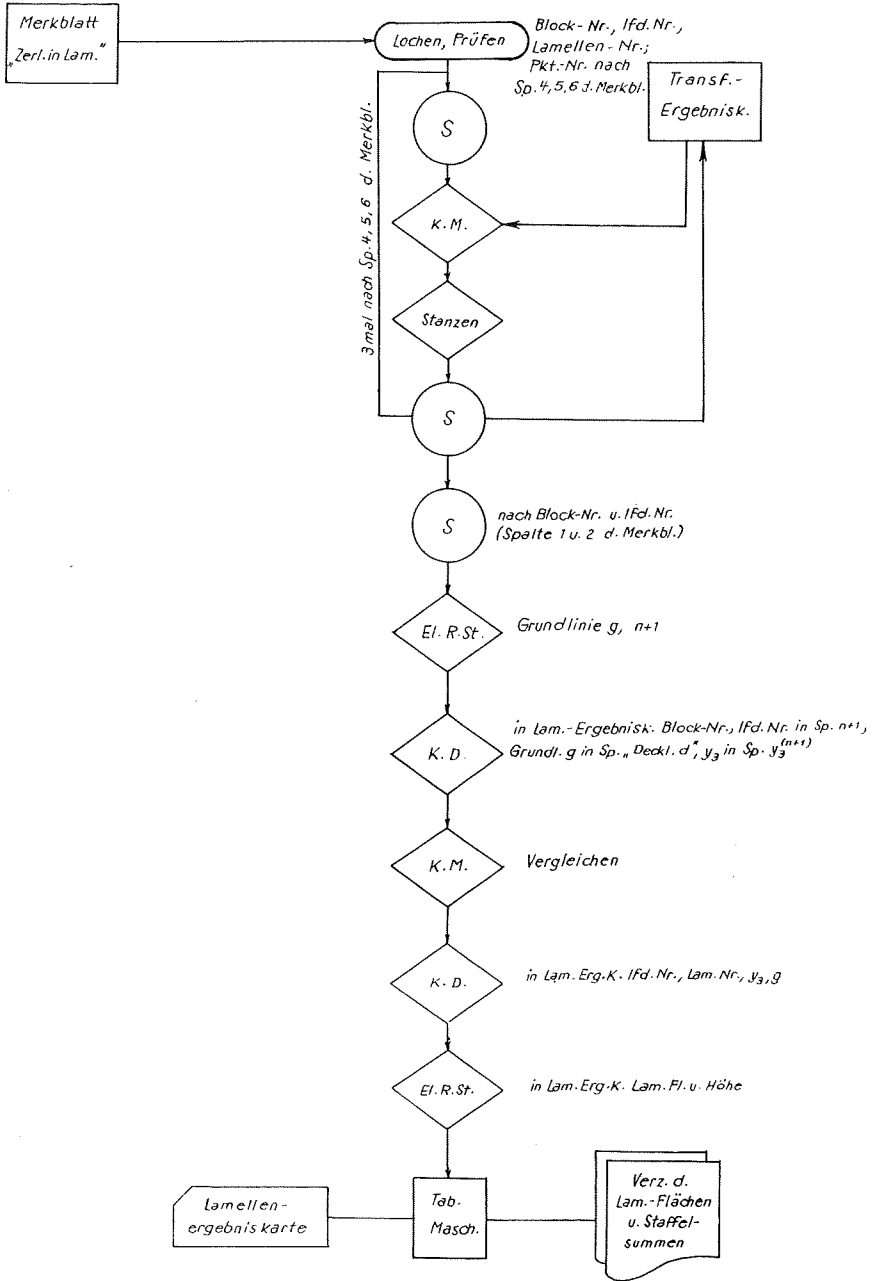 Merkblatt
„Zerl.in Lam."
Lochen, Prüfen
Block-Nr., lfd.Nr.,
Lamellen-Nr.;
Pkt.-Nr. nach
Sp.4,5,6 d. Merkbl.
Transf.-
Ergebnisk.
3mal nach Sp.4,5,6 d. Merkbl.
S
K.M.
Stanzen
S
S
nach Block-Nr. u. lfd.Nr.
(Spalte 1 u. 2 d. Merkbl.)
El. R.St.
Grundlinie g, n+1
K.D.
in Lam.-Ergebnisk. Block-Nr., lfd.Nr. in Sp. n+1,
Grundl. g in Sp. „Deckl. d", y₃ in Sp. y₃⁽ⁿ⁺¹⁾
K.M.
Vergleichen
K.D.
in Lam.Erg.K. lfd.Nr., Lam.Nr., y₃, g
El.R.St.
in Lam.Erg.K. Lam.Fl. u. Höhe
Lamellen-
ergebniskarte
Tab.
Masch.
Verz. d.
Lam.-Flächen
u. Staffel-
summen